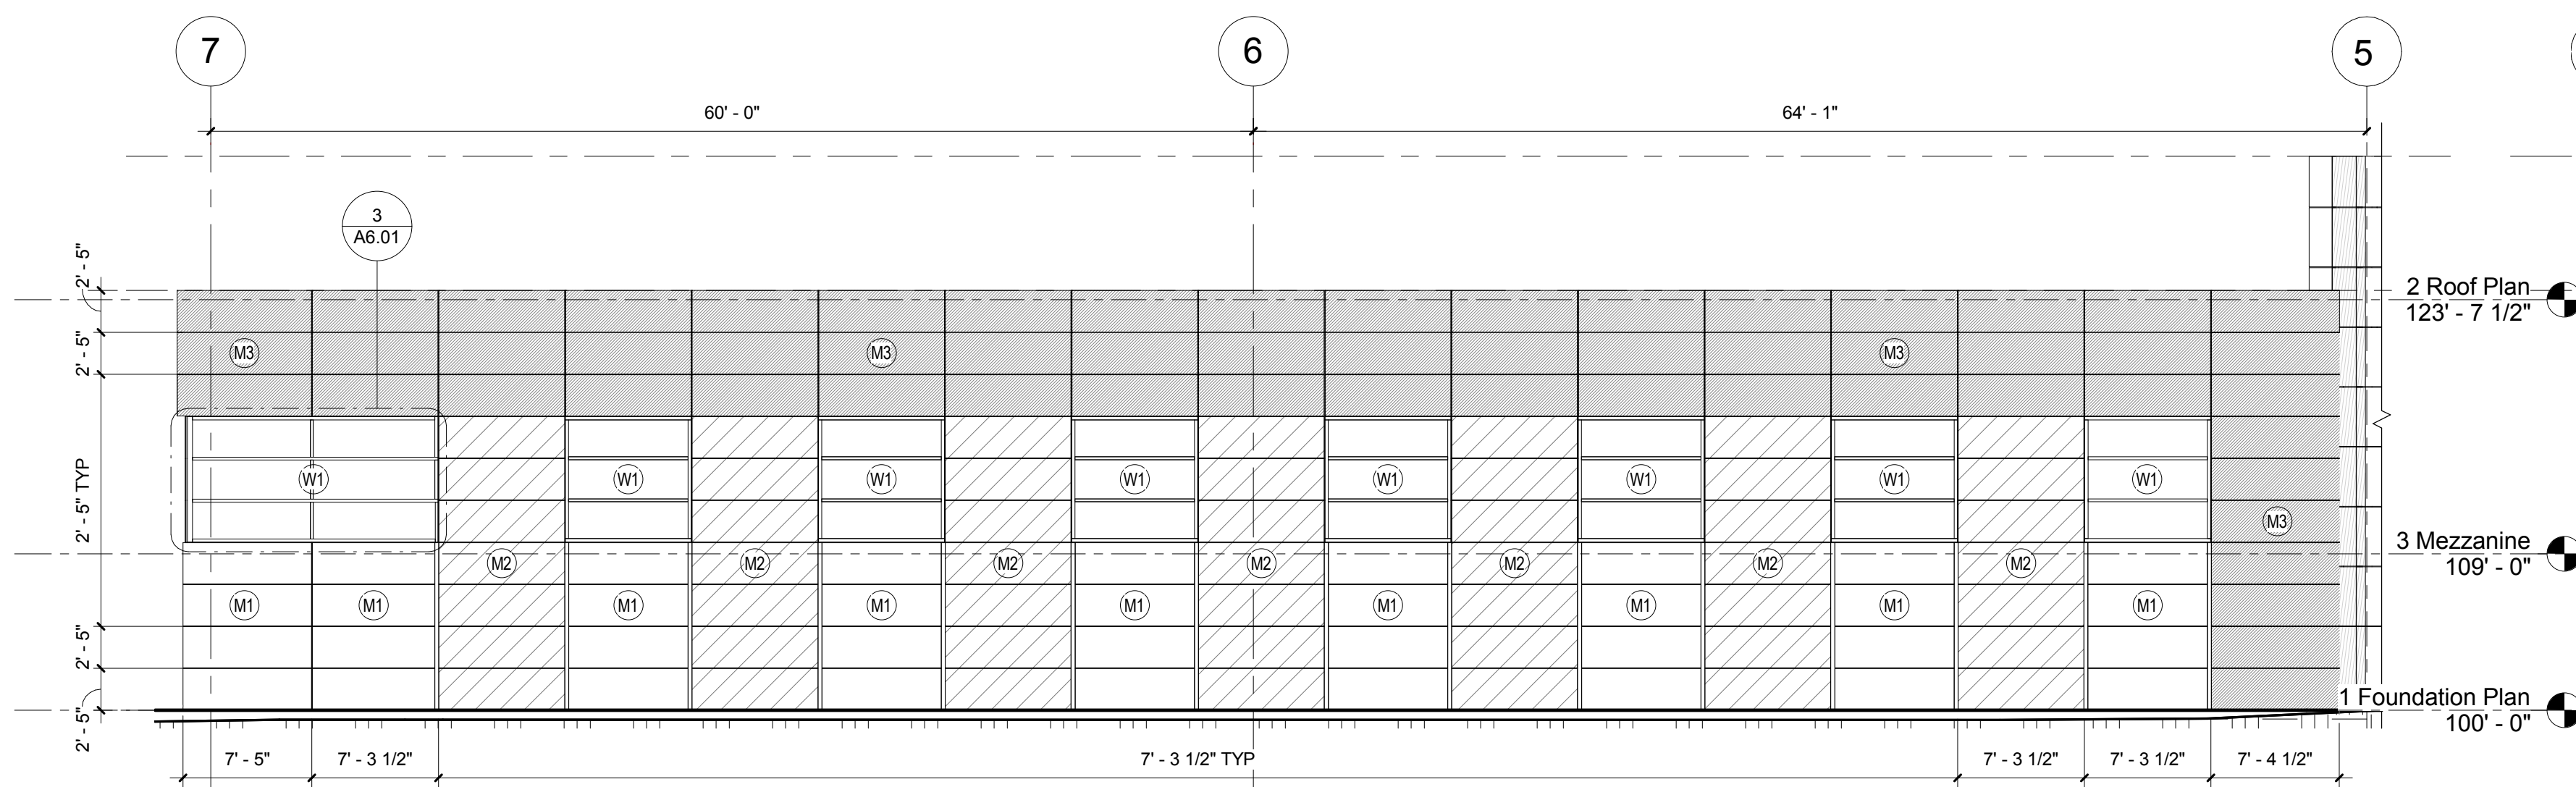 7
6
5
60' - 0"
64' - 1"
3
A6.01
2' - 5"
2 Roof Plan
123' - 7 1/2"
2' - 5"
M3
M3
M3
2' - 5" TYP
W1
W1
W1
W1
W1
W1
W1
W1
M3
3 Mezzanine
109' - 0"
M2
M2
M2
M2
M2
M2
M2
M1
M1
M1
M1
M1
M1
M1
M1
M1
2' - 5"
2' - 5"
1 Foundation Plan
100' - 0"
7' - 5"
7' - 3 1/2"
7' - 3 1/2" TYP
7' - 3 1/2"
7' - 3 1/2"
7' - 4 1/2"